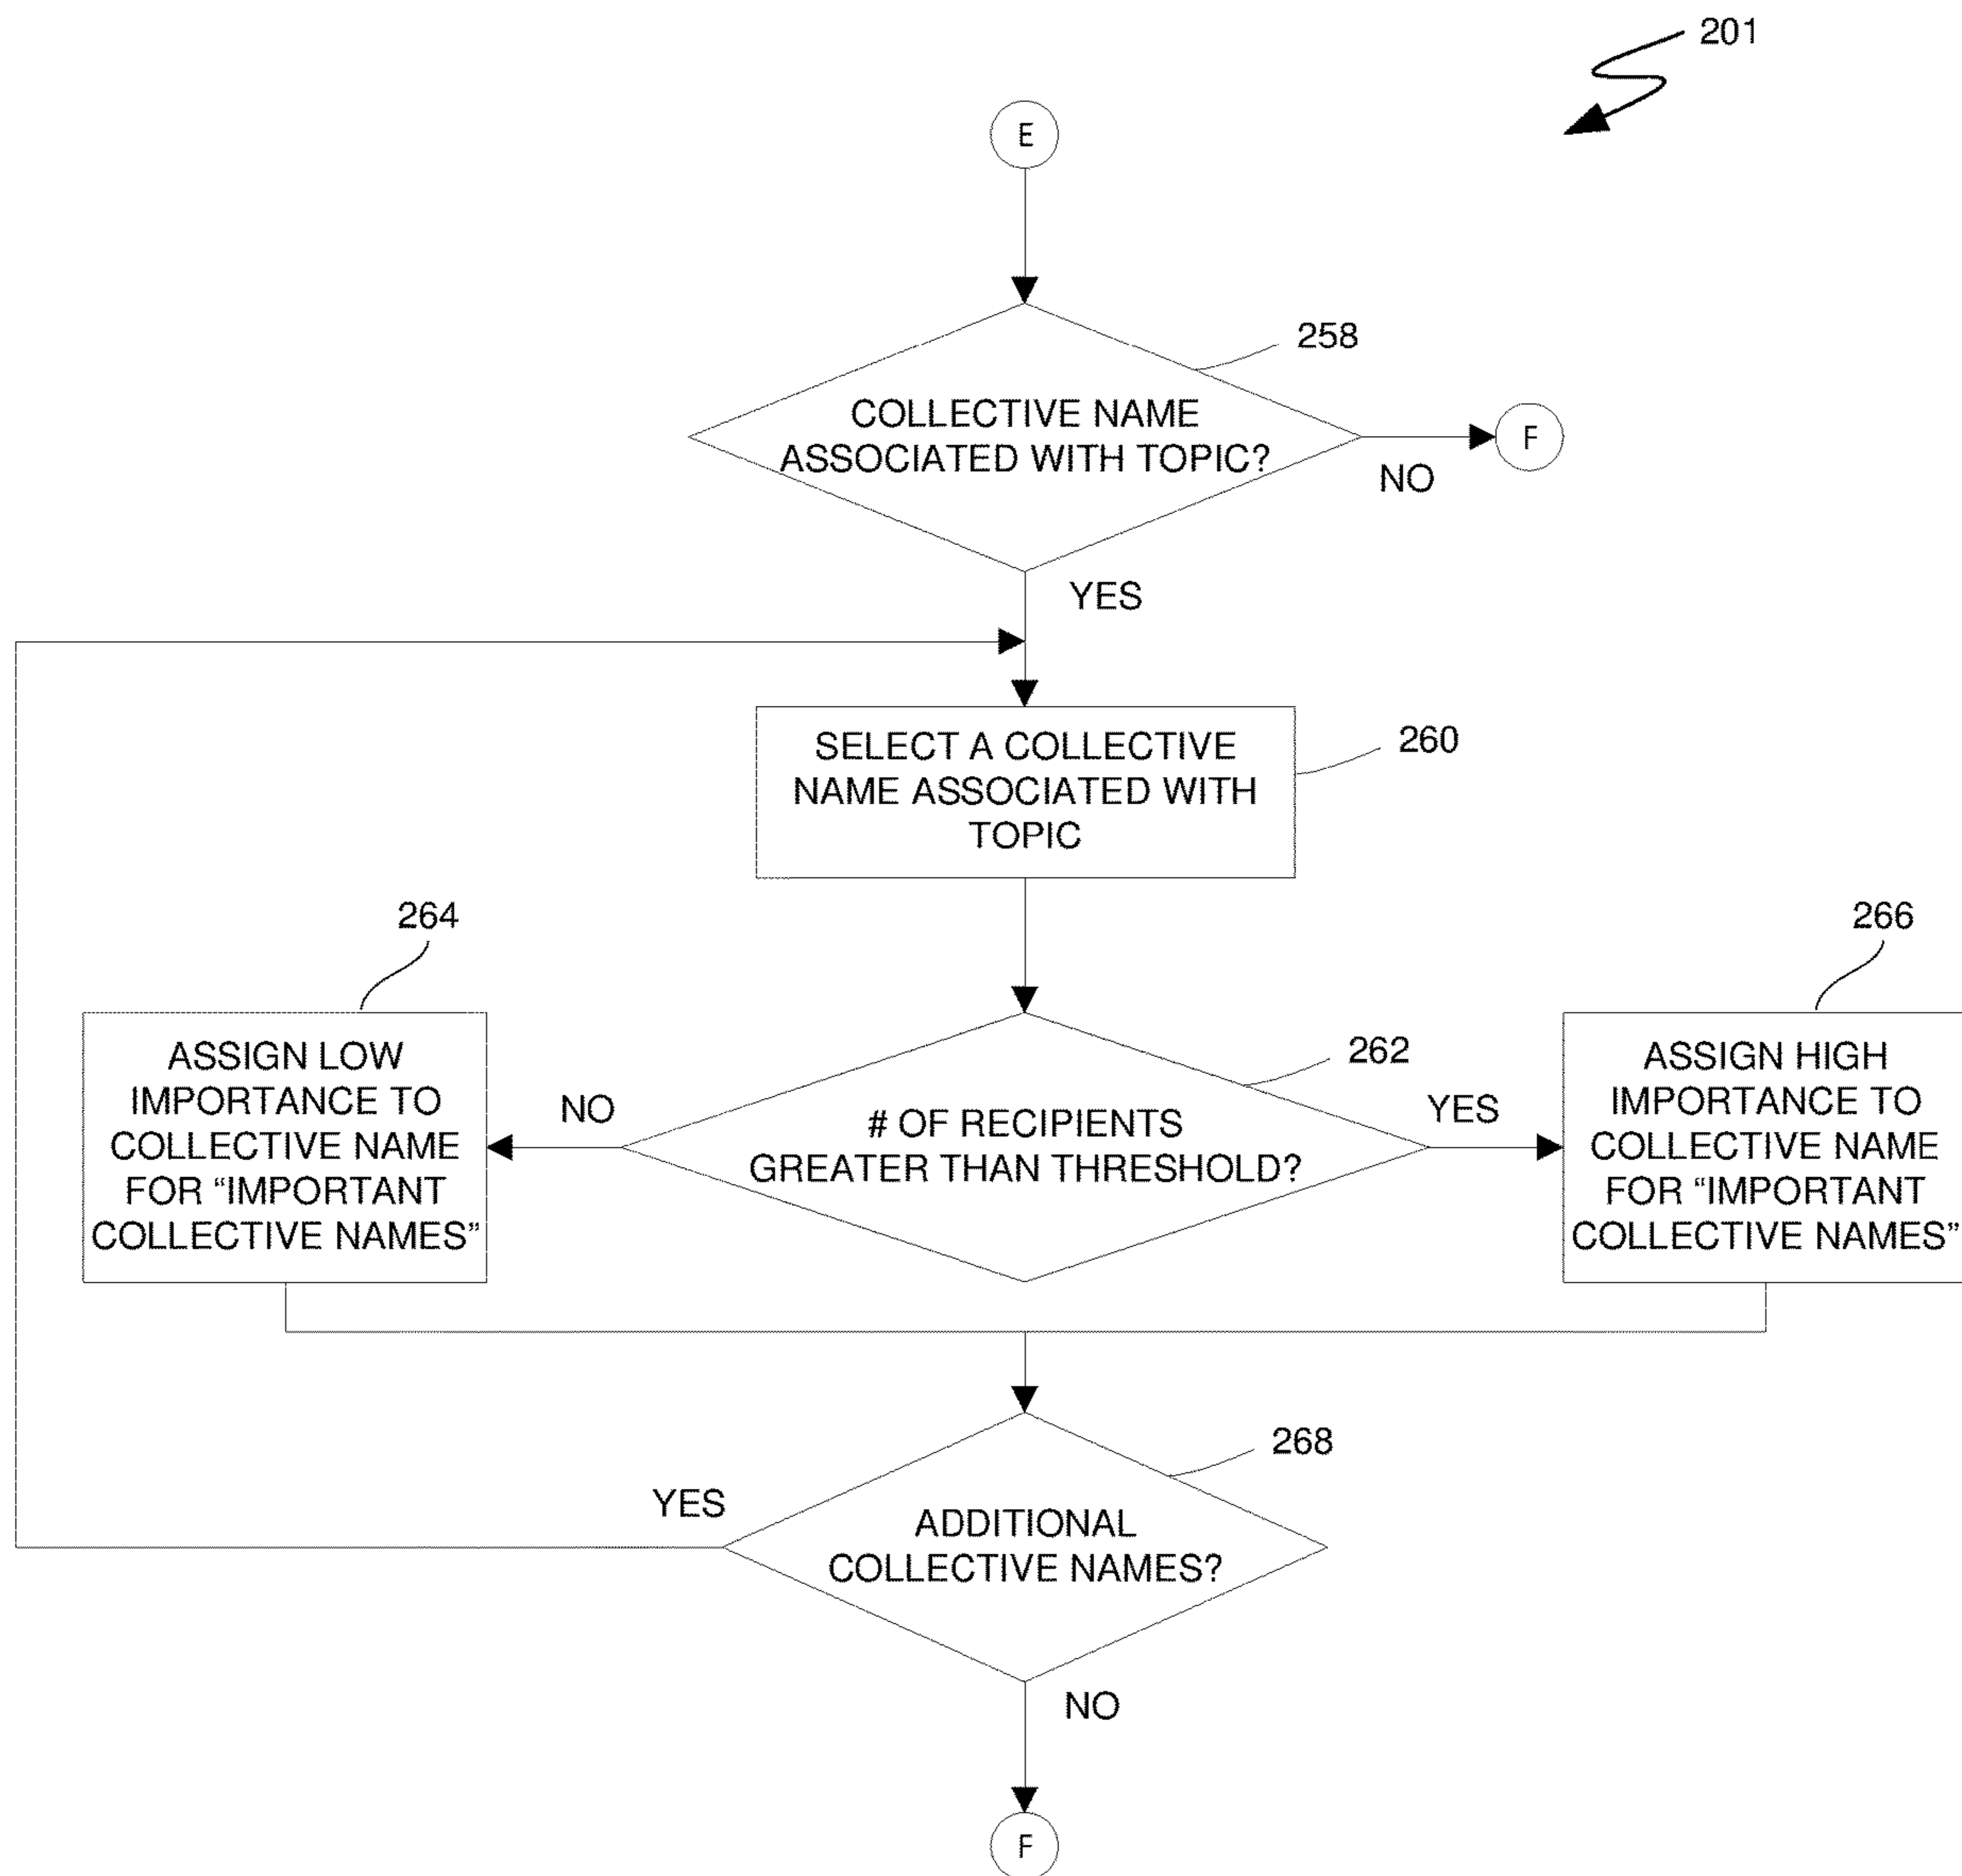 201
E
258
COLLECTIVE NAME
ASSOCIATED WITH TOPIC?
F
NO
YES
SELECT A COLLECTIVE
NAME ASSOCIATED WITH
TOPIC
260
264
266
ASSIGN LOW
IMPORTANCE TO
COLLECTIVE NAME
FOR “IMPORTANT
COLLECTIVE NAMES”
NO
262
# OF RECIPIENTS
GREATER THAN THRESHOLD?
YES
ASSIGN HIGH
IMPORTANCE TO
COLLECTIVE NAME
FOR “IMPORTANT
COLLECTIVE NAMES”
268
YES
ADDITIONAL
COLLECTIVE NAMES?
NO
F